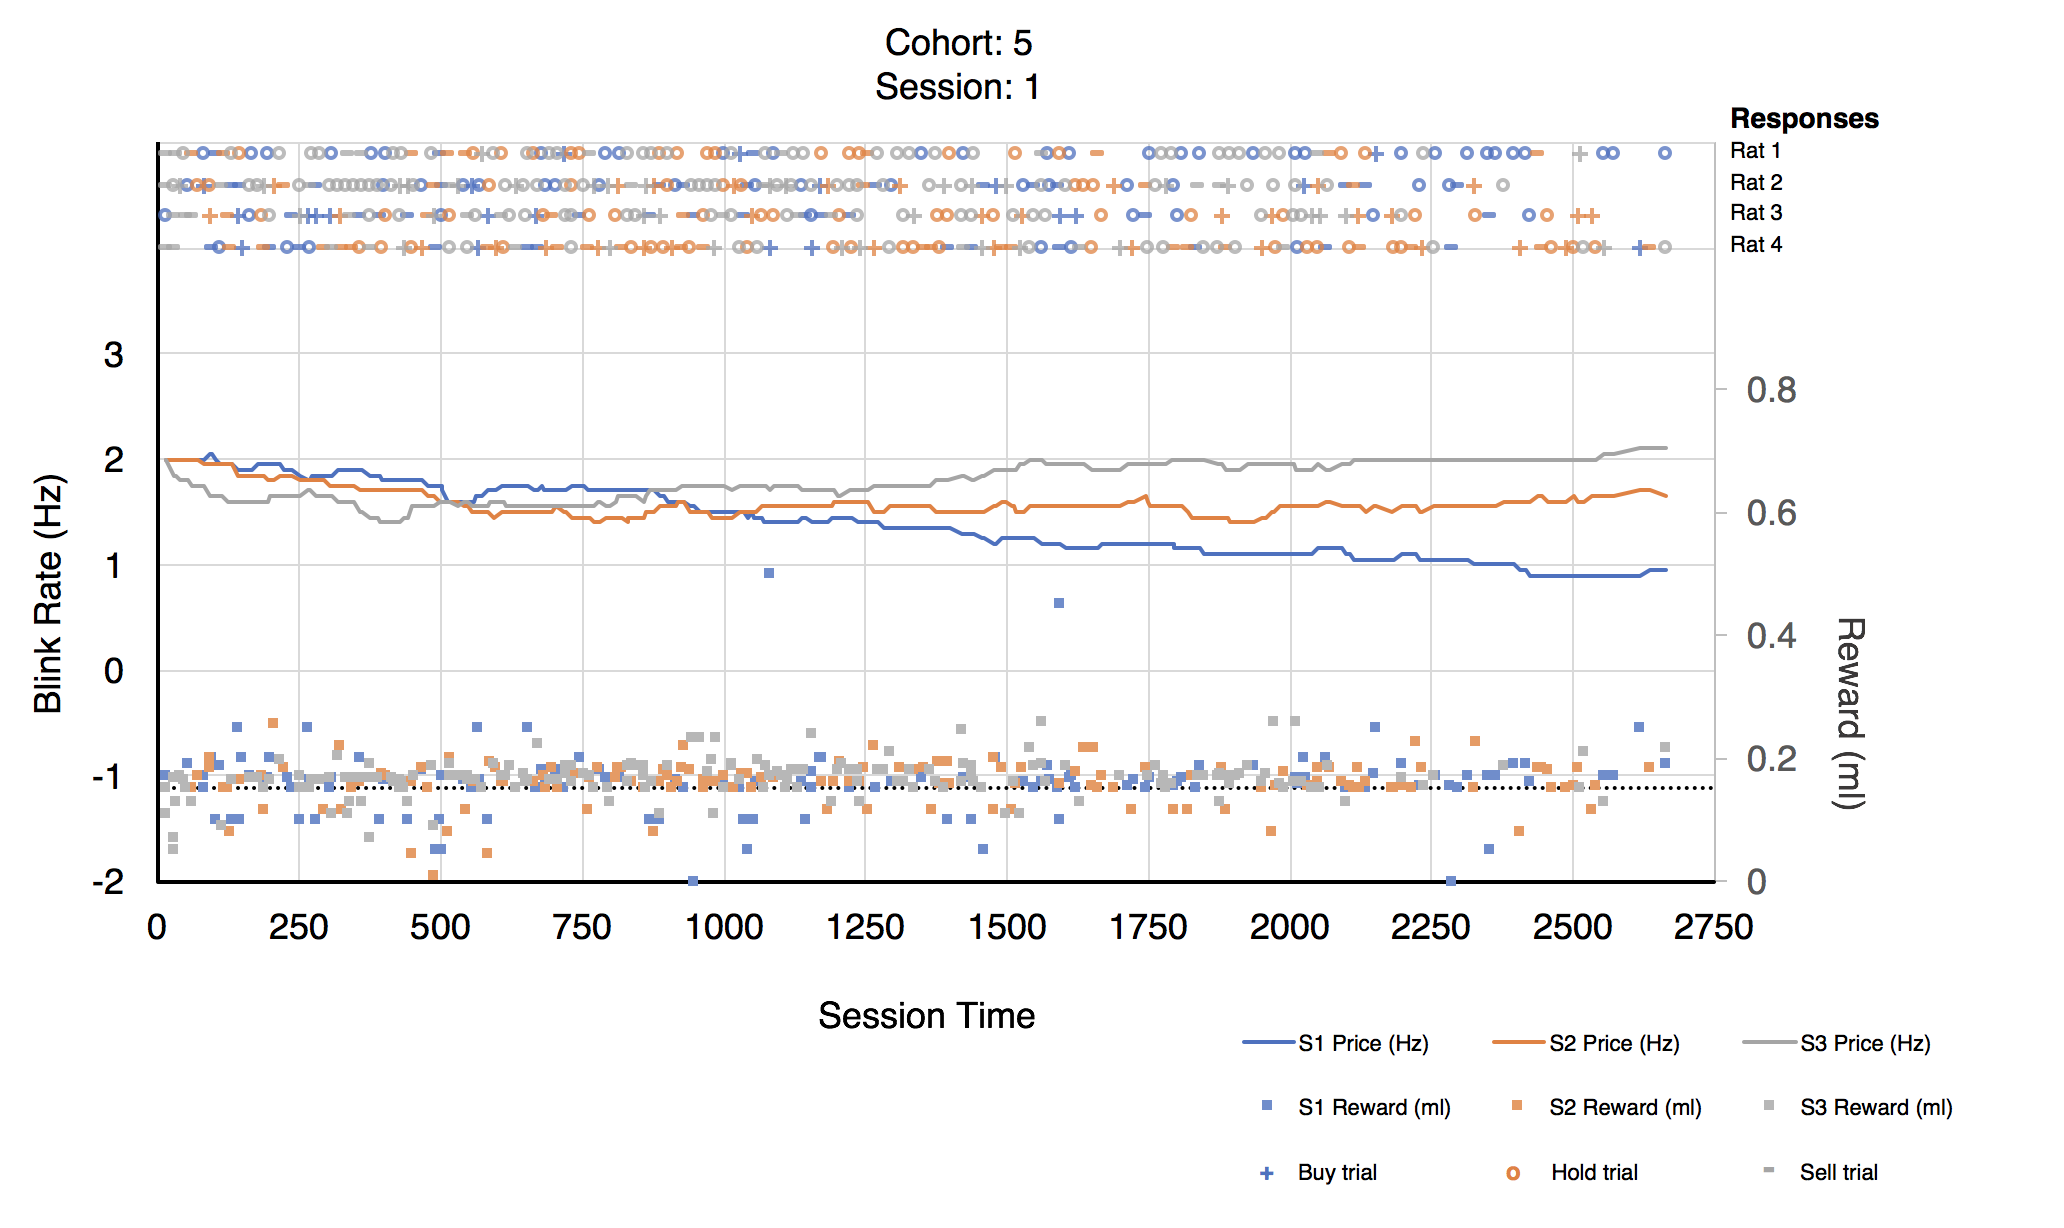 Cohort: 5
Session: 1
Responses
Rat 1
Rat 2
Rat 3
Rat 4
3
2
1
0
-1
-2
Blink Rate (Hz)
0.8
0.6
0.4
0.2
0
Reward (ml)
0 250 500 750 1000 1250 1500 1750 2000 2250 2500 2750
Session Time
S1 Price (Hz) S2 Price (Hz) S3 Price (Hz)
S1 Reward (ml) S2 Reward (ml) S3 Reward (ml)
Buy trial Hold trial Sell trial